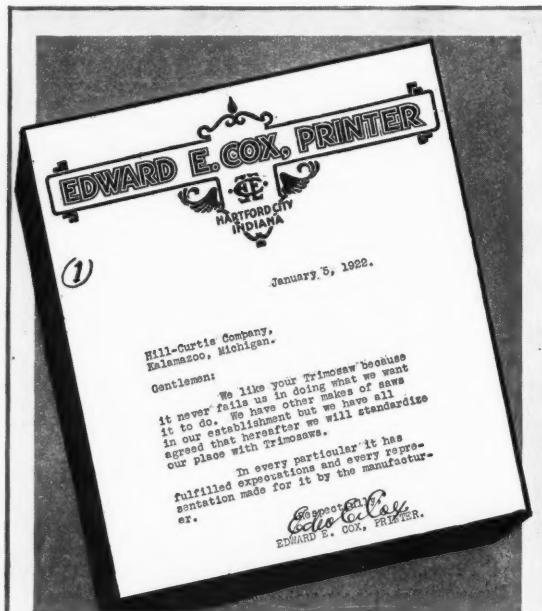 EDWARD E. COX, PRINTER
HARTFORD CITY
INDIANA
1
January 5, 1922.
Hill-Curtis Company,
Kalamazoo, Michigan.
Gentlemen:
We like your Trimosaw because
it never fails us in doing what we want
it to do. We have other makes of saws
in our establishment but we have all
agreed that hereafter we will standardize
our place with Trimosaws.
In every particular it has
fulfilled expectations and every repre-
sentation made for it by the manufactur-
er.
Respectfully,
Edw E. Cox
EDWARD E. COX, PRINTER.